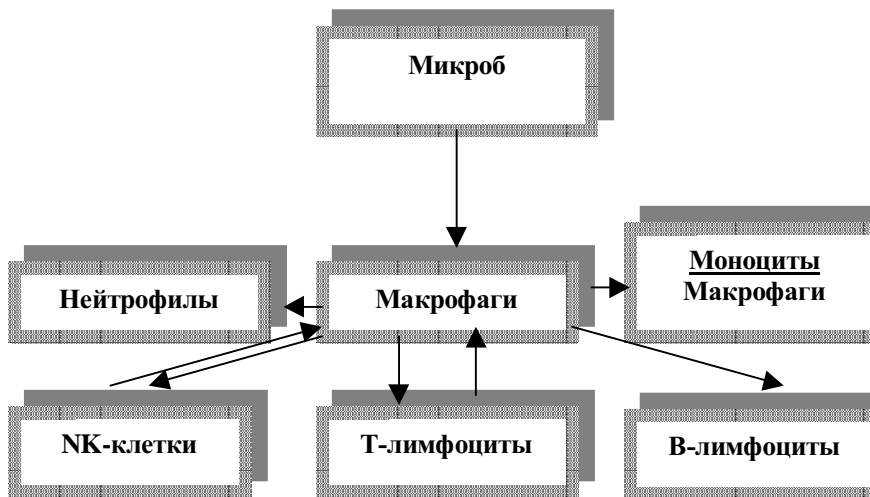 Микроб
Моноциты
Нейтрофилы
Макрофаги
Макрофаги
NK-клетки
Т-лимфоциты
В-лимфоциты